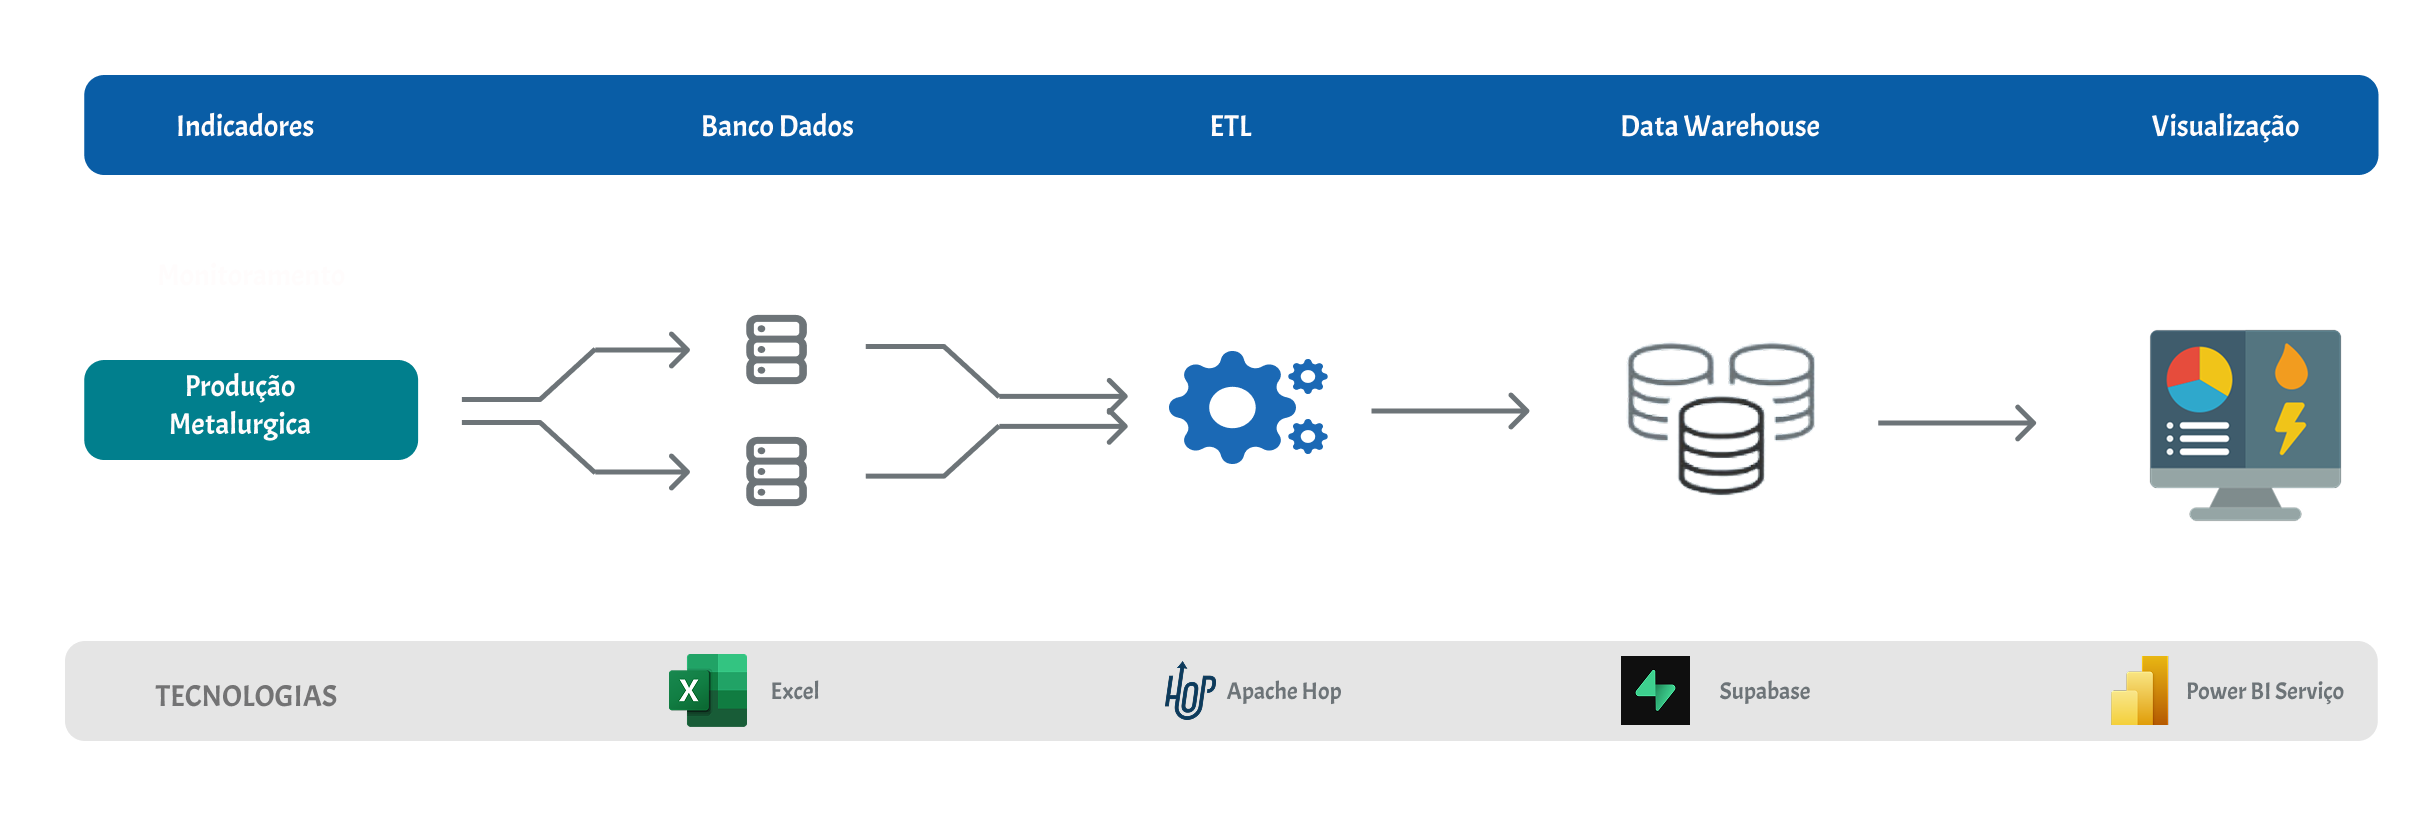 Indicadores
Banco Dados
ETL
Data Warehouse
Visualização
Monitoramento
Produção
Metalurgica
TECNOLOGIAS
X
Excel
HOP
Apache Hop
Supabase
Power BI Serviço